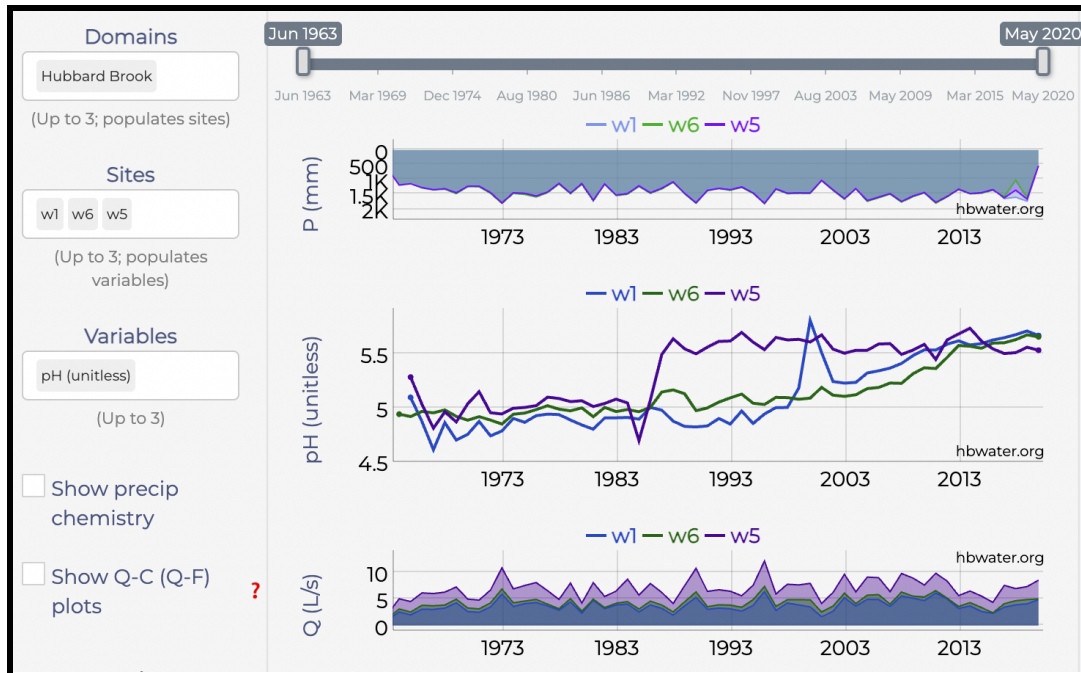 Domains
Hubbard Brook
(Up to 3; populates sites)
Sites
w1 w6 w5
(Up to 3; populates
variables)
Variables
pH (unitless)
(Up to 3)
Show precip
chemistry
Show Q-C (Q-F)
plots
?
Jun 1963 May 2020
Jun 1963 Mar 1969 Dec 1974 Aug 1980 Jun 1986 Mar 1992 Nov 1997 Aug 2003 May 2009 Mar 2015 May 2020
w1 w6 w5
P (mm)
0
500
1K
1.5K
2K
hbwater.org
1973 1983 1993 2003 2013
w1 w6 w5
pH (unitless)
5.5
5
4.5
hbwater.org
1973 1983 1993 2003 2013
w1 w6 w5
hbwater.org
Q (L/s)
10
5
0
1973 1983 1993 2003 2013